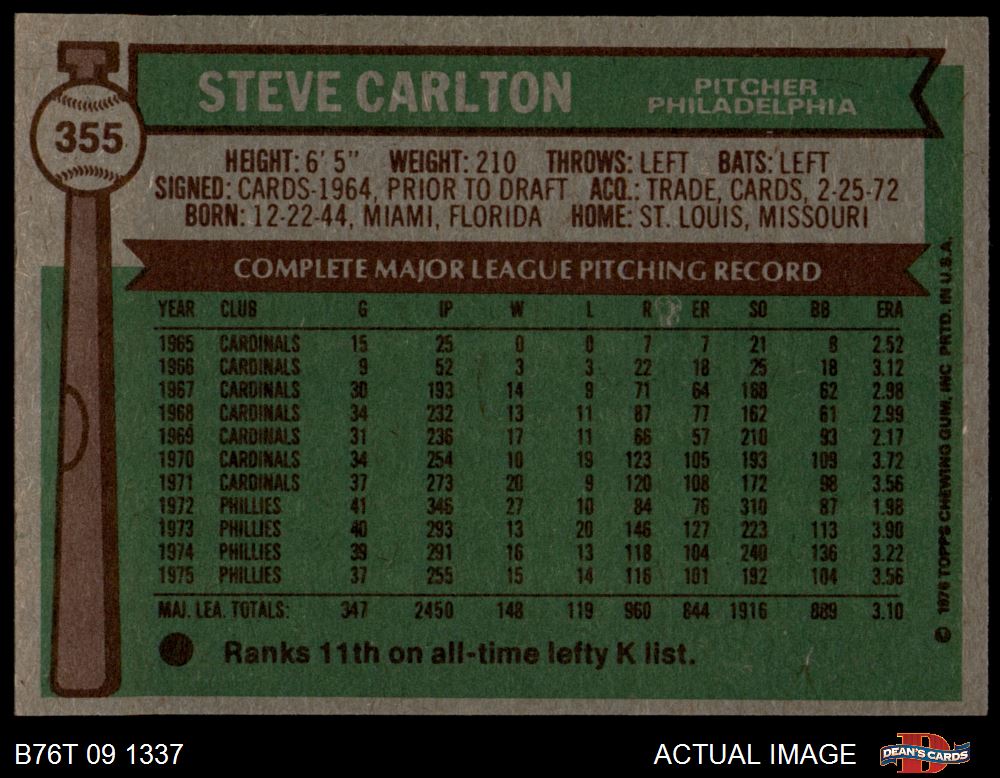 STEVE CARLTON
PITCHER
PHILADELPHIA
355
HEIGHT: 6' 5" WEIGHT: 210 THROWS: LEFT BATS: LEFT
SIGNED: CARDS-1964, PRIOR TO DRAFT ACQ.: TRADE, CARDS, 2-25-72
BORN: 12-22-44, MIAMI, FLORIDA HOME: ST. LOUIS, MISSOURI
COMPLETE MAJOR LEAGUE PITCHING RECORD
YEAR CLUB G IP W L R ER SO BB ERA
1965 CARDINALS 15 25 0 0 7 7 21 8 2.52
1966 CARDINALS 9 52 3 3 22 18 25 18 3.12
1967 CARDINALS 30 193 14 9 71 64 168 62 2.98
1968 CARDINALS 34 232 13 11 87 77 162 61 2.99
1969 CARDINALS 31 236 17 11 66 57 210 93 2.17
1970 CARDINALS 34 254 10 19 123 105 193 109 3.72
1971 CARDINALS 37 273 20 9 120 108 172 98 3.56
1972 PHILLIES 41 346 27 10 84 76 310 87 1.98
1973 PHILLIES 40 293 13 20 146 127 223 113 3.90
1974 PHILLIES 39 291 16 13 118 104 240 136 3.22
1975 PHILLIES 37 255 15 14 116 101 192 104 3.56
MAJ. LEA. TOTALS: 347 2450 148 119 960 844 1916 889 3.10
Ranks 11th on all-time lefty K list.
© 1976 TOPPS CHEWING GUM, INC PRTD. IN U.S.A.
B76T 09 1337
ACTUAL IMAGE
DEAN'S CARDS